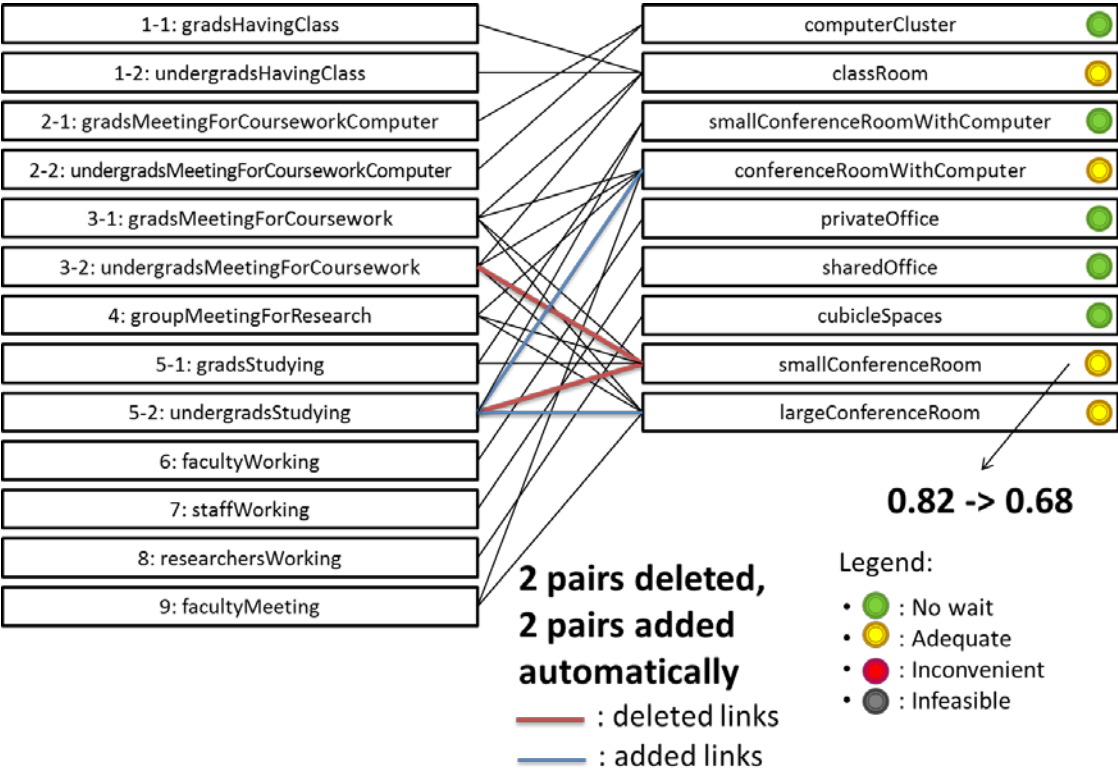 1-1: gradsHavingClass
1-2: undergradsHavingClass
2-1: gradsMeetingForCourseworkComputer
2-2: undergradsMeetingForCourseworkComputer
3-1: gradsMeetingForCoursework
3-2: undergradsMeetingForCoursework
4: groupMeetingForResearch
5-1: gradsStudying
5-2: undergradsStudying
6: facultyWorking
7: staffWorking
8: researchersWorking
9: facultyMeeting
computerCluster
classRoom
smallConferenceRoomWithComputer
conferenceRoomWithComputer
privateOffice
sharedOffice
cubicleSpaces
smallConferenceRoom
largeConferenceRoom
0.82 -> 0.68
2 pairs deleted,
2 pairs added
automatically
: deleted links
: added links
Legend:
• : No wait
• : Adequate
• : Inconvenient
• : Infeasible